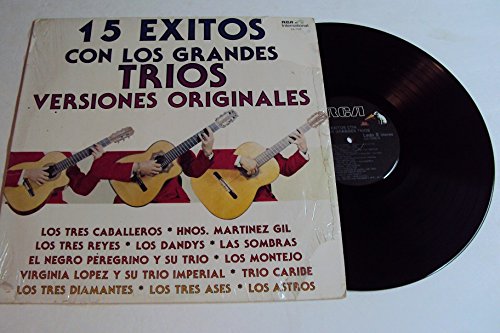 15 EXITOS
CON LOS GRANDES
TRIOS
VERSIONES ORIGINALES
RCA
International
LOS TRES CABALLEROS • HNOS. MARTINEZ GIL
LOS TRES REYES • LOS DANDYS • LAS SOMBRAS
EL NEGRO PEREGRINO Y SU TRIO • LOS MONTEJO
VIRGINIA LOPEZ Y SU TRIO IMPERIAL • TRIO CARIBE
LOS TRES DIAMANTES • LOS TRES ASES • LOS ASTROS
RCA